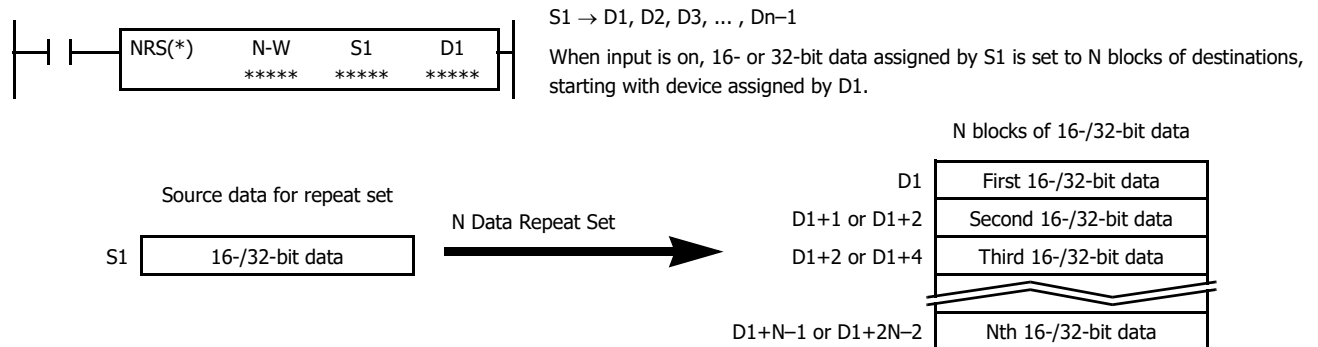 NRS(*) N-W S1 D1
***** ***** *****
S1 → D1, D2, D3, ... , Dn–1
When input is on, 16- or 32-bit data assigned by S1 is set to N blocks of destinations,
starting with device assigned by D1.
N blocks of 16-/32-bit data
Source data for repeat set
S1 16-/32-bit data
N Data Repeat Set
D1 First 16-/32-bit data
D1+1 or D1+2 Second 16-/32-bit data
D1+2 or D1+4 Third 16-/32-bit data
D1+N–1 or D1+2N–2 Nth 16-/32-bit data